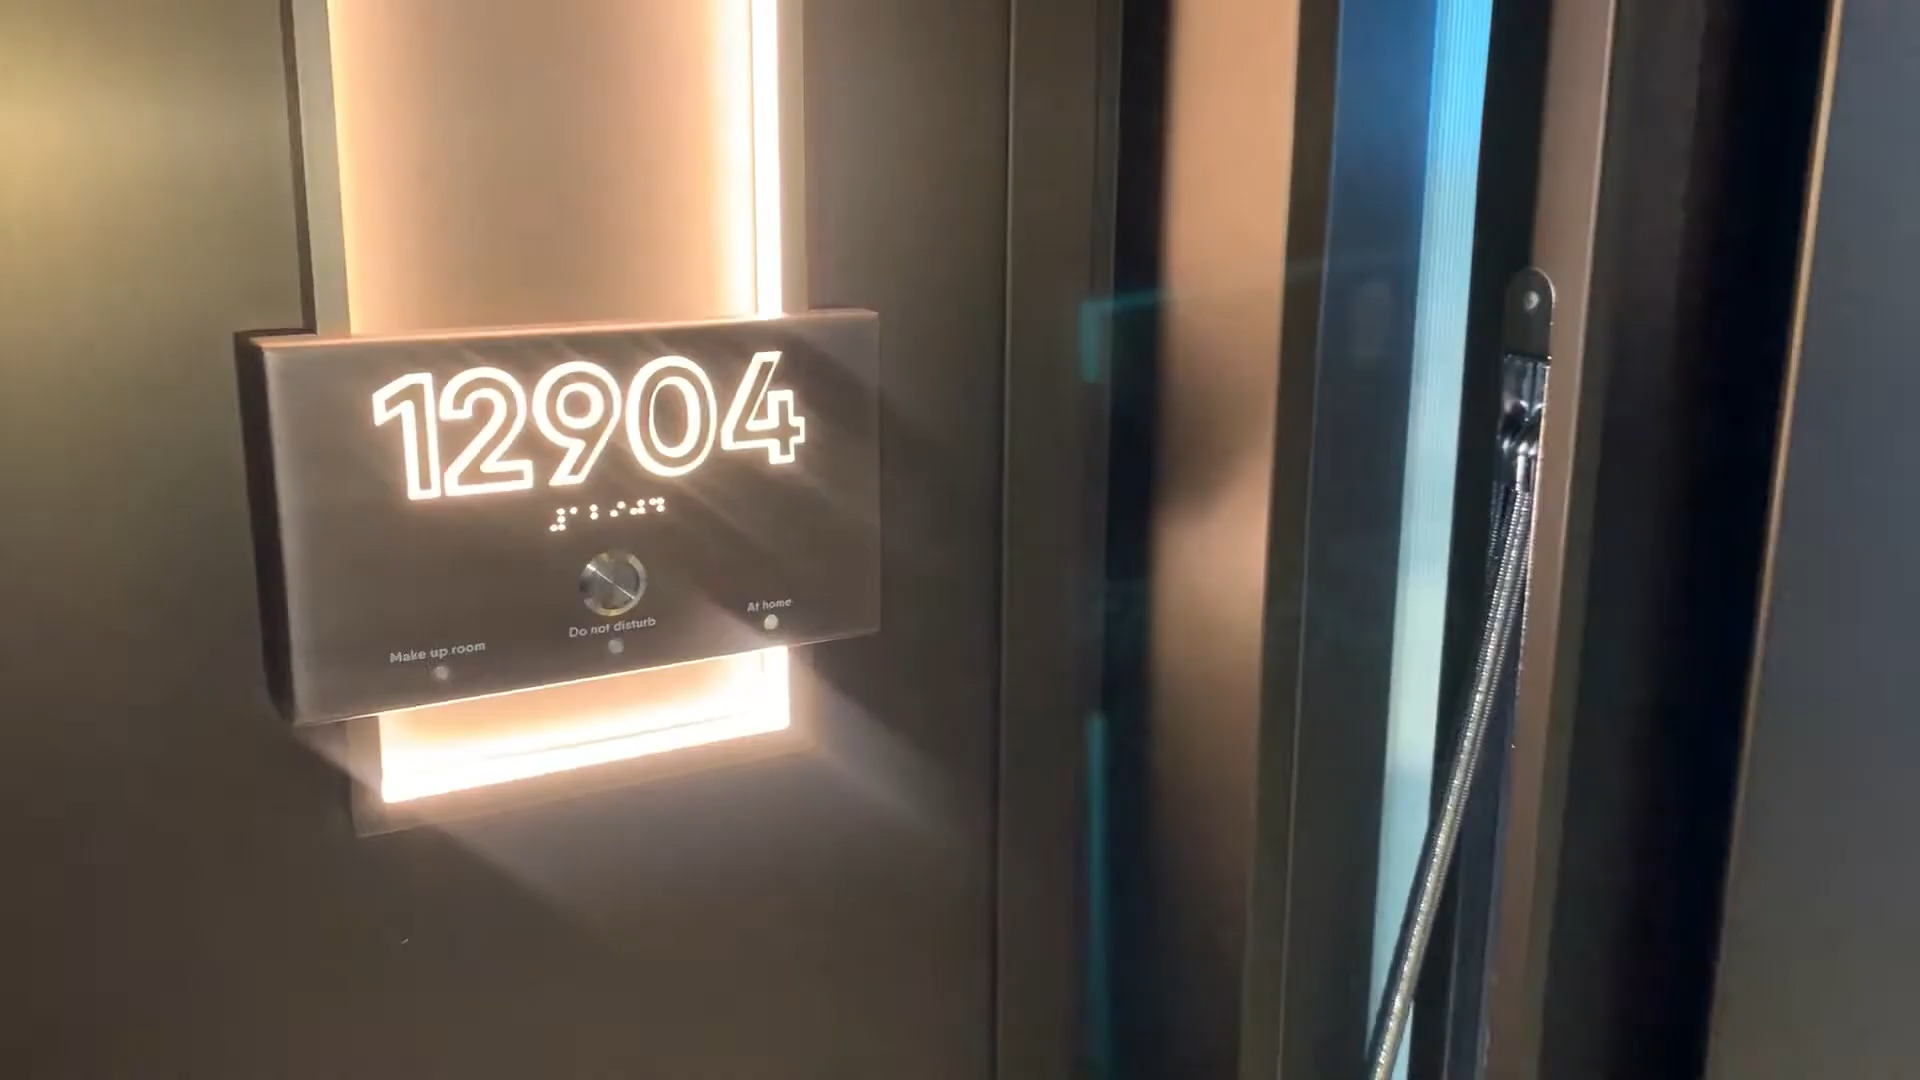 12904
⠼⠁⠃⠊⠚⠙
Make up room
Do not disturb
At home